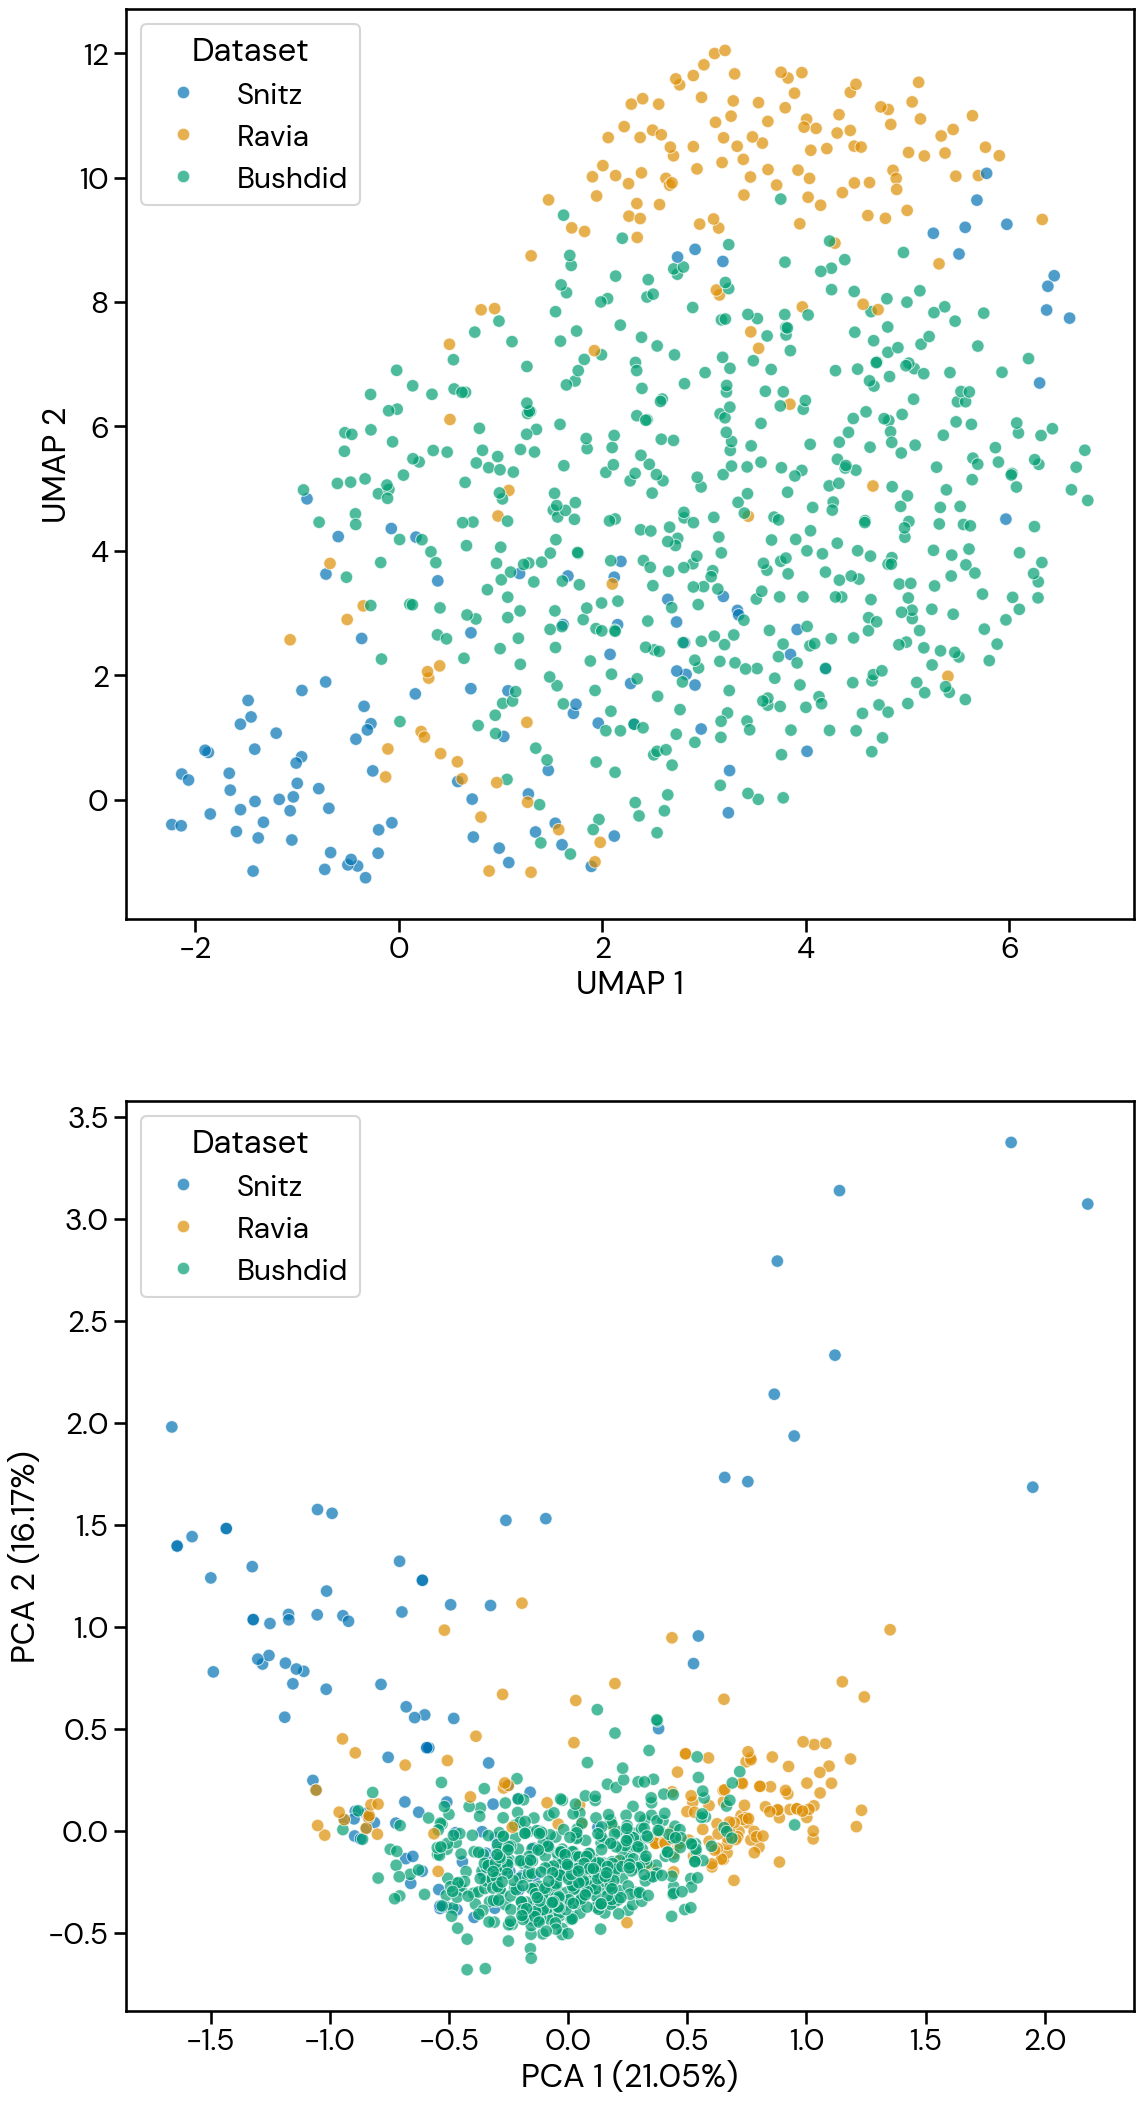 Dataset
Snitz
Ravia
Bushdid
12
10
8
6
4
2
0
UMAP 2
-2 0 2 4 6
UMAP 1
Dataset
Snitz
Ravia
Bushdid
3.5
3.0
2.5
2.0
1.5
1.0
0.5
0.0
-0.5
PCA 2 (16.17%)
-1.5 -1.0 -0.5 0.0 0.5 1.0 1.5 2.0
PCA 1 (21.05%)